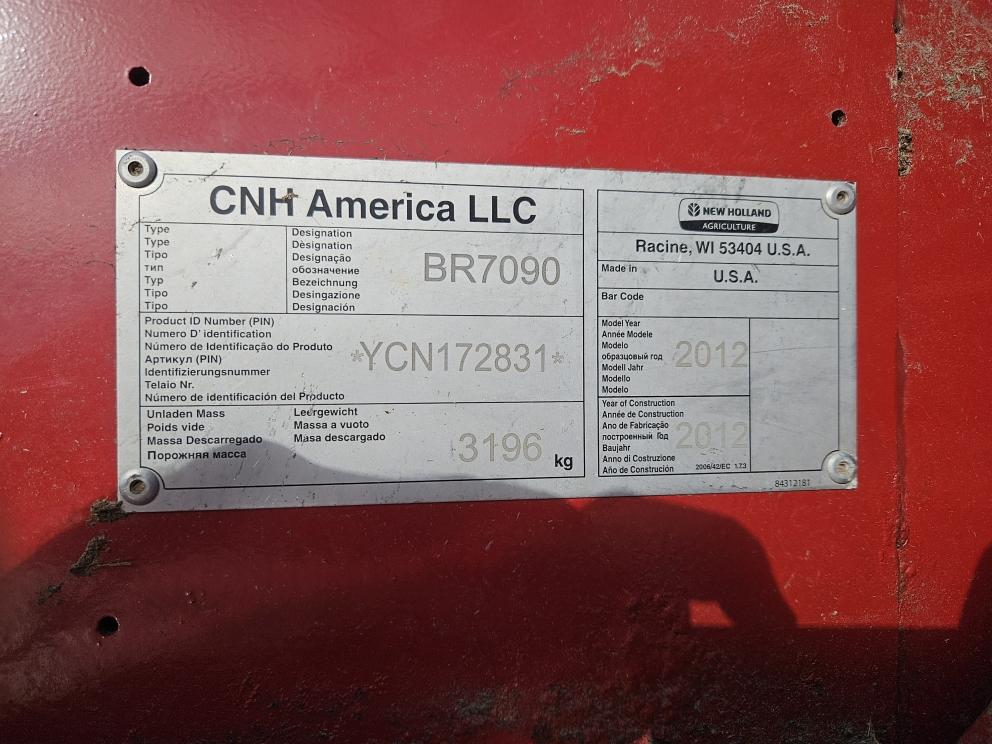 CNH America LLC
Type
Type
Tipo
тип
Typ
Tipo
Tipo
Designation
Dèsignation
Designação
обозначение
Bezeichnung
Desingazione
Designación
BR7090
Product ID Number (PIN)
Numero D' identification
Número de Identificação do Produto
Артикул (PIN)
Identifizierungsnummer
Telaio Nr.
Número de identificación del Producto
*YCN172831*
Unladen Mass
Poids vide
Massa Descarregado
Порожняя масса
Leergewicht
Massa a vuoto
Masa descargado
3196 kg
NEW HOLLAND
AGRICULTURE
Racine, WI 53404 U.S.A.
Made in
U.S.A.
Bar Code
Model Year
Année Modele
Modelo
образцовый год
Modell Jahr
Modello
Modelo
2012
Year of Construction
Année de Construction
Ano de Fabricação
построенный год
Baujahr
Anno di Costruzione
Año de Construción
2012
2006/42/EC 1.7.3
84312181